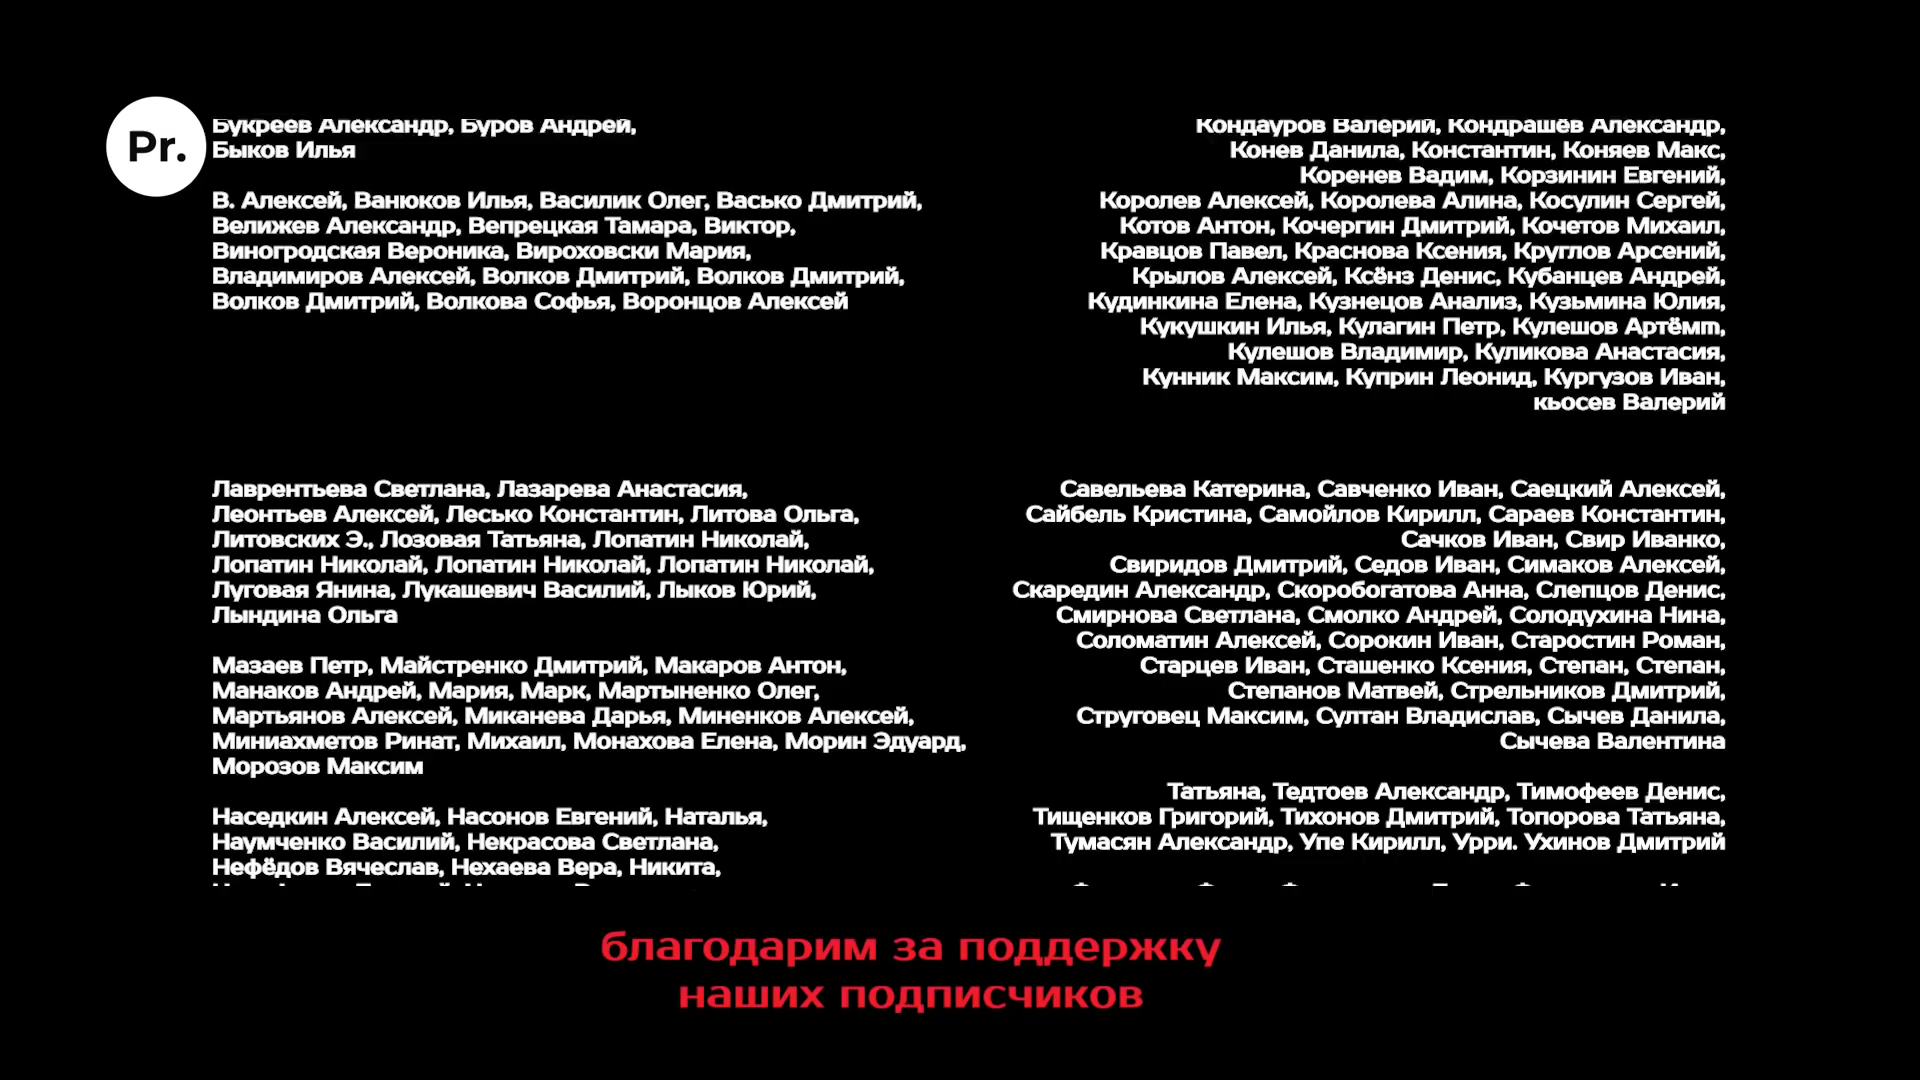 Pr.
Букреев Александр, Буров Андрей,
Быков Илья
В. Алексей, Ванюков Илья, Василик Олег, Васько Дмитрий,
Велижев Александр, Вепрецкая Тамара, Виктор,
Виногродская Вероника, Вироховски Мария,
Владимиров Алексей, Волков Дмитрий, Волков Дмитрий,
Волков Дмитрий, Волкова Софья, Воронцов Алексей
Кондауров Валерий, Кондрашёв Александр,
Конев Данила, Константин, Коняев Макс,
Коренев Вадим, Корзинин Евгений,
Королев Алексей, Королева Алина, Косулин Сергей,
Котов Антон, Кочергин Дмитрий, Кочетов Михаил,
Кравцов Павел, Краснова Ксения, Круглов Арсений,
Крылов Алексей, Ксёнз Денис, Кубанцев Андрей,
Кудинкина Елена, Кузнецов Анализ, Кузьмина Юлия,
Кукушкин Илья, Кулагин Петр, Кулешов Артёмm,
Кулешов Владимир, Куликова Анастасия,
Кунник Максим, Куприн Леонид, Кургузов Иван,
кьосев Валерий
Лаврентьева Светлана, Лазарева Анастасия,
Леонтьев Алексей, Лесько Константин, Литова Ольга,
Литовских Э., Лозовая Татьяна, Лопатин Николай,
Лопатин Николай, Лопатин Николай, Лопатин Николай,
Луговая Янина, Лукашевич Василий, Лыков Юрий,
Лындина Ольга
Мазаев Петр, Майстренко Дмитрий, Макаров Антон,
Манаков Андрей, Мария, Марк, Мартыненко Олег,
Мартьянов Алексей, Миканева Дарья, Миненков Алексей,
Миниахметов Ринат, Михаил, Монахова Елена, Морин Эдуард,
Морозов Максим
Наседкин Алексей, Насонов Евгений, Наталья,
Наумченко Василий, Некрасова Светлана,
Нефёдов Вячеслав, Нехаева Вера, Никита,
Савельева Катерина, Савченко Иван, Саецкий Алексей,
Сайбель Кристина, Самойлов Кирилл, Сараев Константин,
Сачков Иван, Свир Иванко,
Свиридов Дмитрий, Седов Иван, Симаков Алексей,
Скаредин Александр, Скоробогатова Анна, Слепцов Денис,
Смирнова Светлана, Смолко Андрей, Солодухина Нина,
Соломатин Алексей, Сорокин Иван, Старостин Роман,
Старцев Иван, Сташенко Ксения, Степан, Степан,
Степанов Матвей, Стрельников Дмитрий,
Струговец Максим, Султан Владислав, Сычев Данила,
Сычева Валентина
Татьяна, Тедтоев Александр, Тимофеев Денис,
Тищенков Григорий, Тихонов Дмитрий, Топорова Татьяна,
Тумасян Александр, Упе Кирилл, Урри. Ухинов Дмитрий
благодарим за поддержку
наших подписчиков